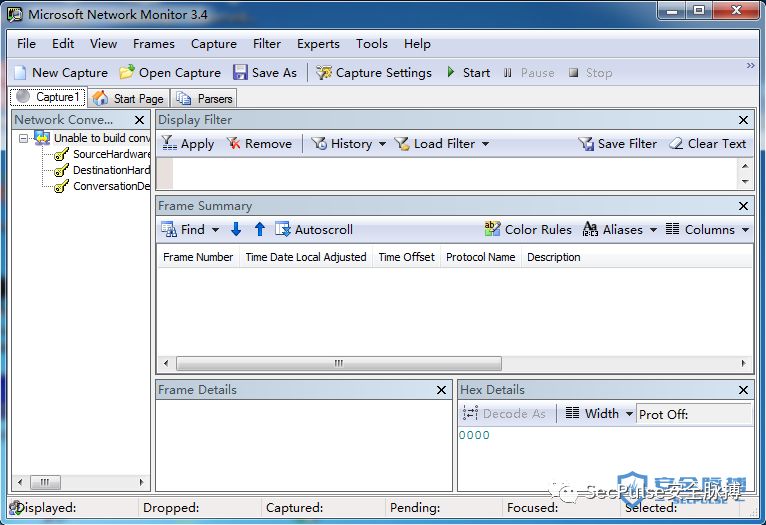 Microsoft Network Monitor 3.4
File Edit View Frames Capture Filter Experts Tools Help
New Capture Open Capture Save As Capture Settings Start Pause Stop
Capture1 Start Page Parsers
Network Conve...
Unable to build conv
SourceHardware
DestinationHard
ConversationDe
Display Filter
Apply Remove History Load Filter Save Filter Clear Text
Frame Summary
Find Autoscroll Color Rules Aliases Columns
Frame Number Time Date Local Adjusted Time Offset Protocol Name Description
Frame Details
Hex Details
Decode As Width Prot Off:
0000
安全脉搏
SECPULSE
SecPulse安全脉搏
Displayed: Dropped: Captured: Pending: Focused: Selected: